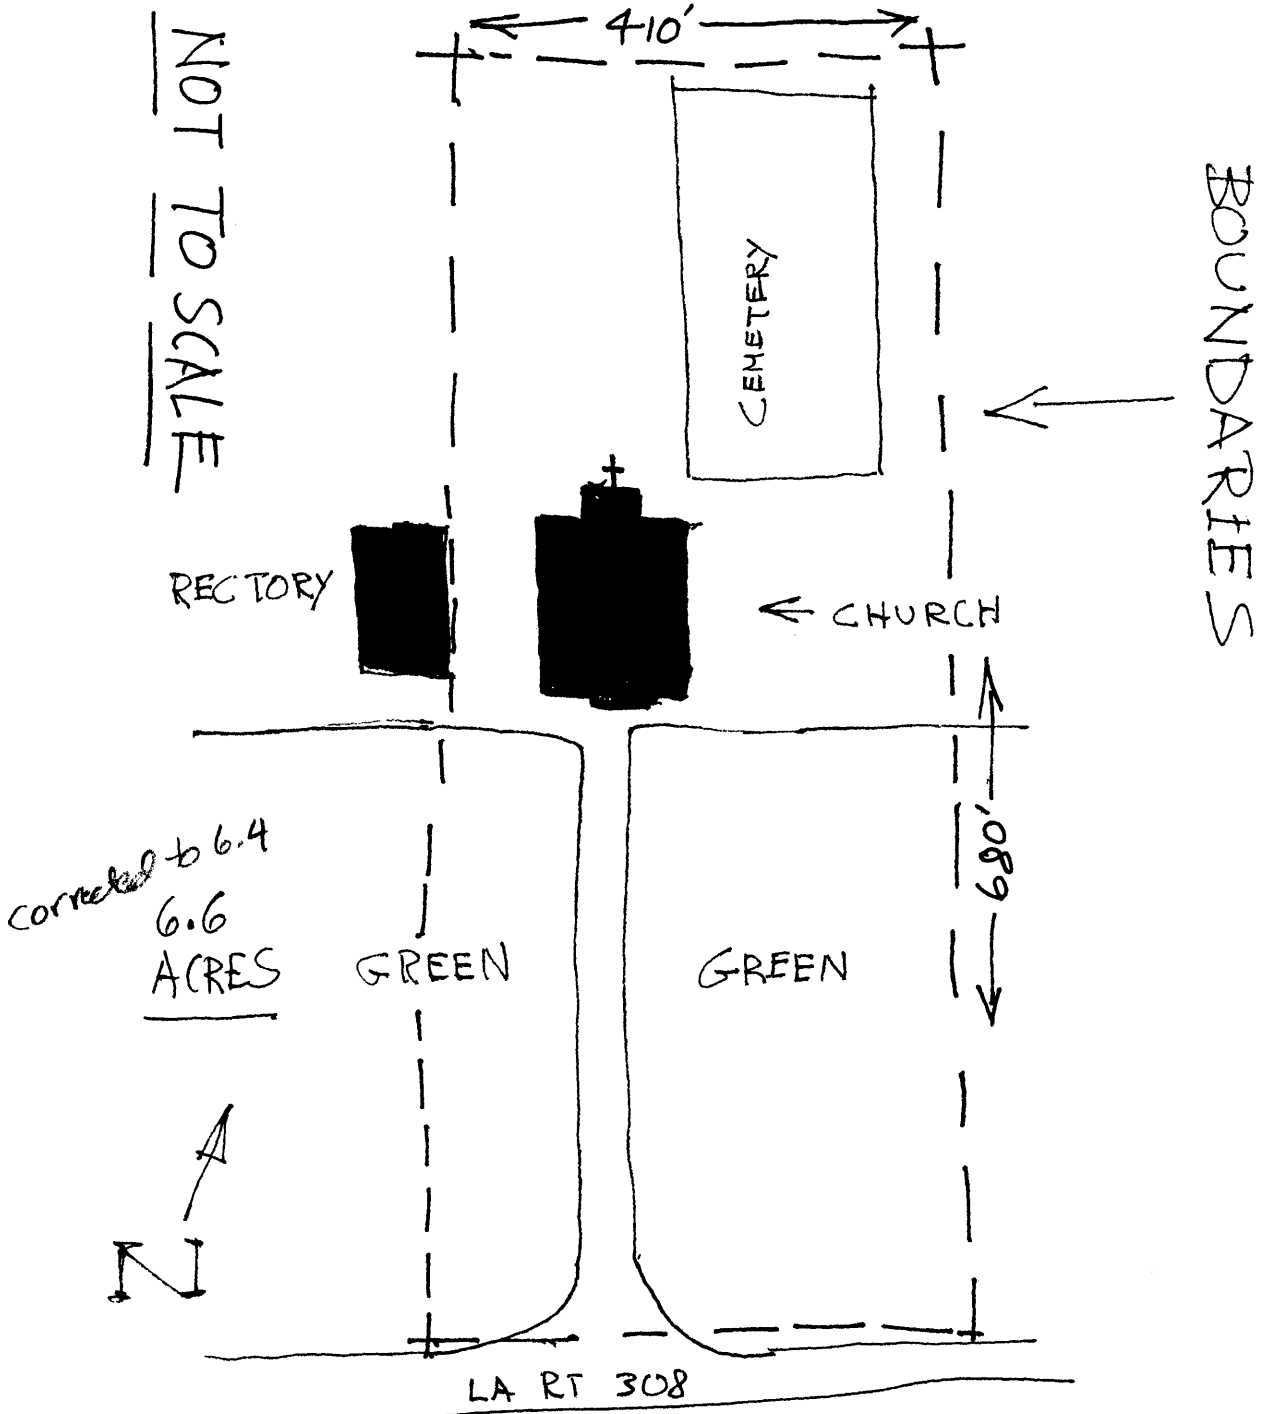 410'
NOT TO SCALE
BOUNDARIES
CEMETERY
RECTORY
← CHURCH
680'
corrected to 6.4
6.6
ACRES
GREEN
GREEN
N
LA RT 308